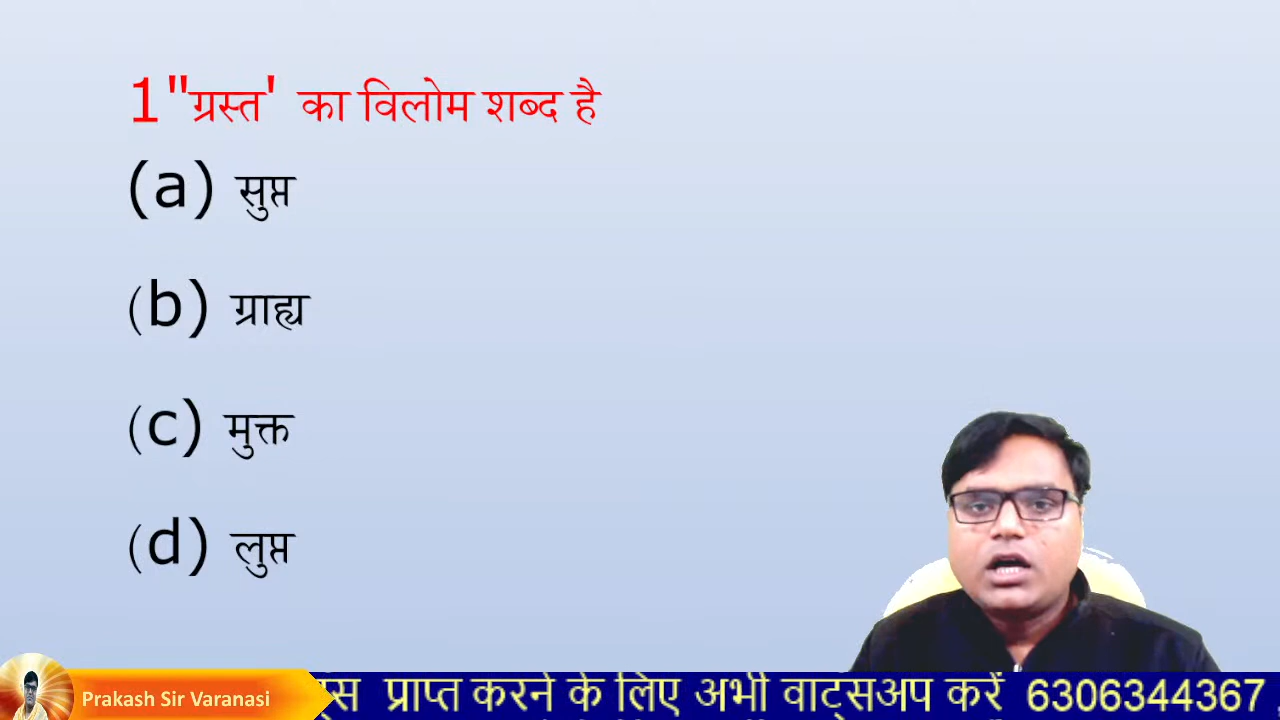 1"ग्रस्त' का विलोम शब्द है
(a) सुप्त
(b) ग्राह्य
(c) मुक्त
(d) लुप्त
Prakash Sir Varanasi
प्राप्त करने के लिए अभी वाट्सअप करें 6306344367